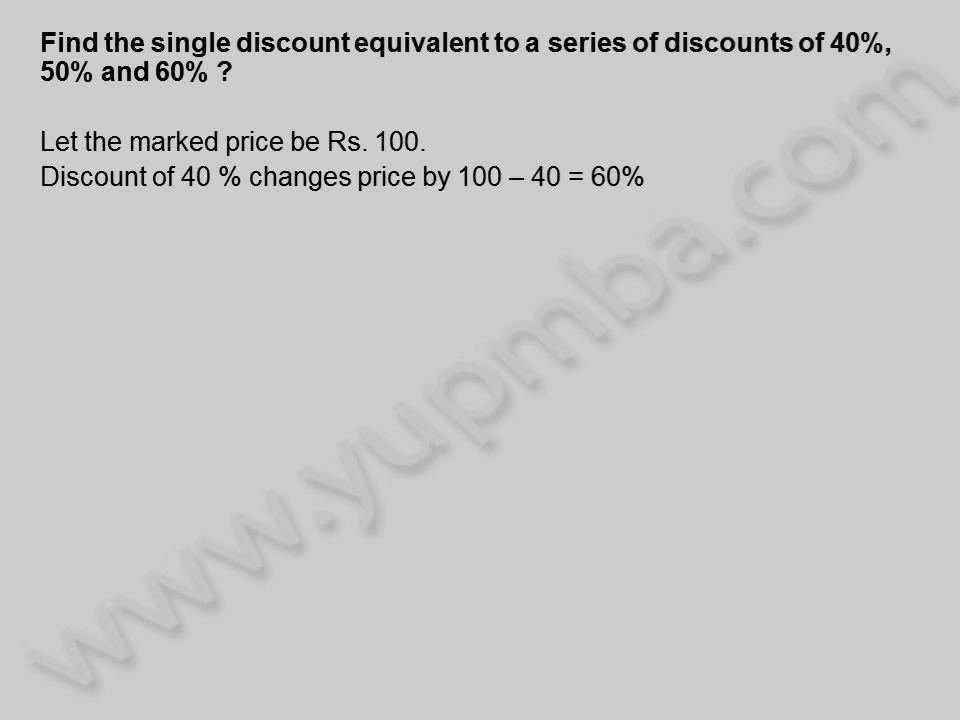 Find the single discount equivalent to a series of discounts of 40%,
50% and 60% ?
Let the marked price be Rs. 100.
Discount of 40 % changes price by 100 – 40 = 60%
www.yupmba.com